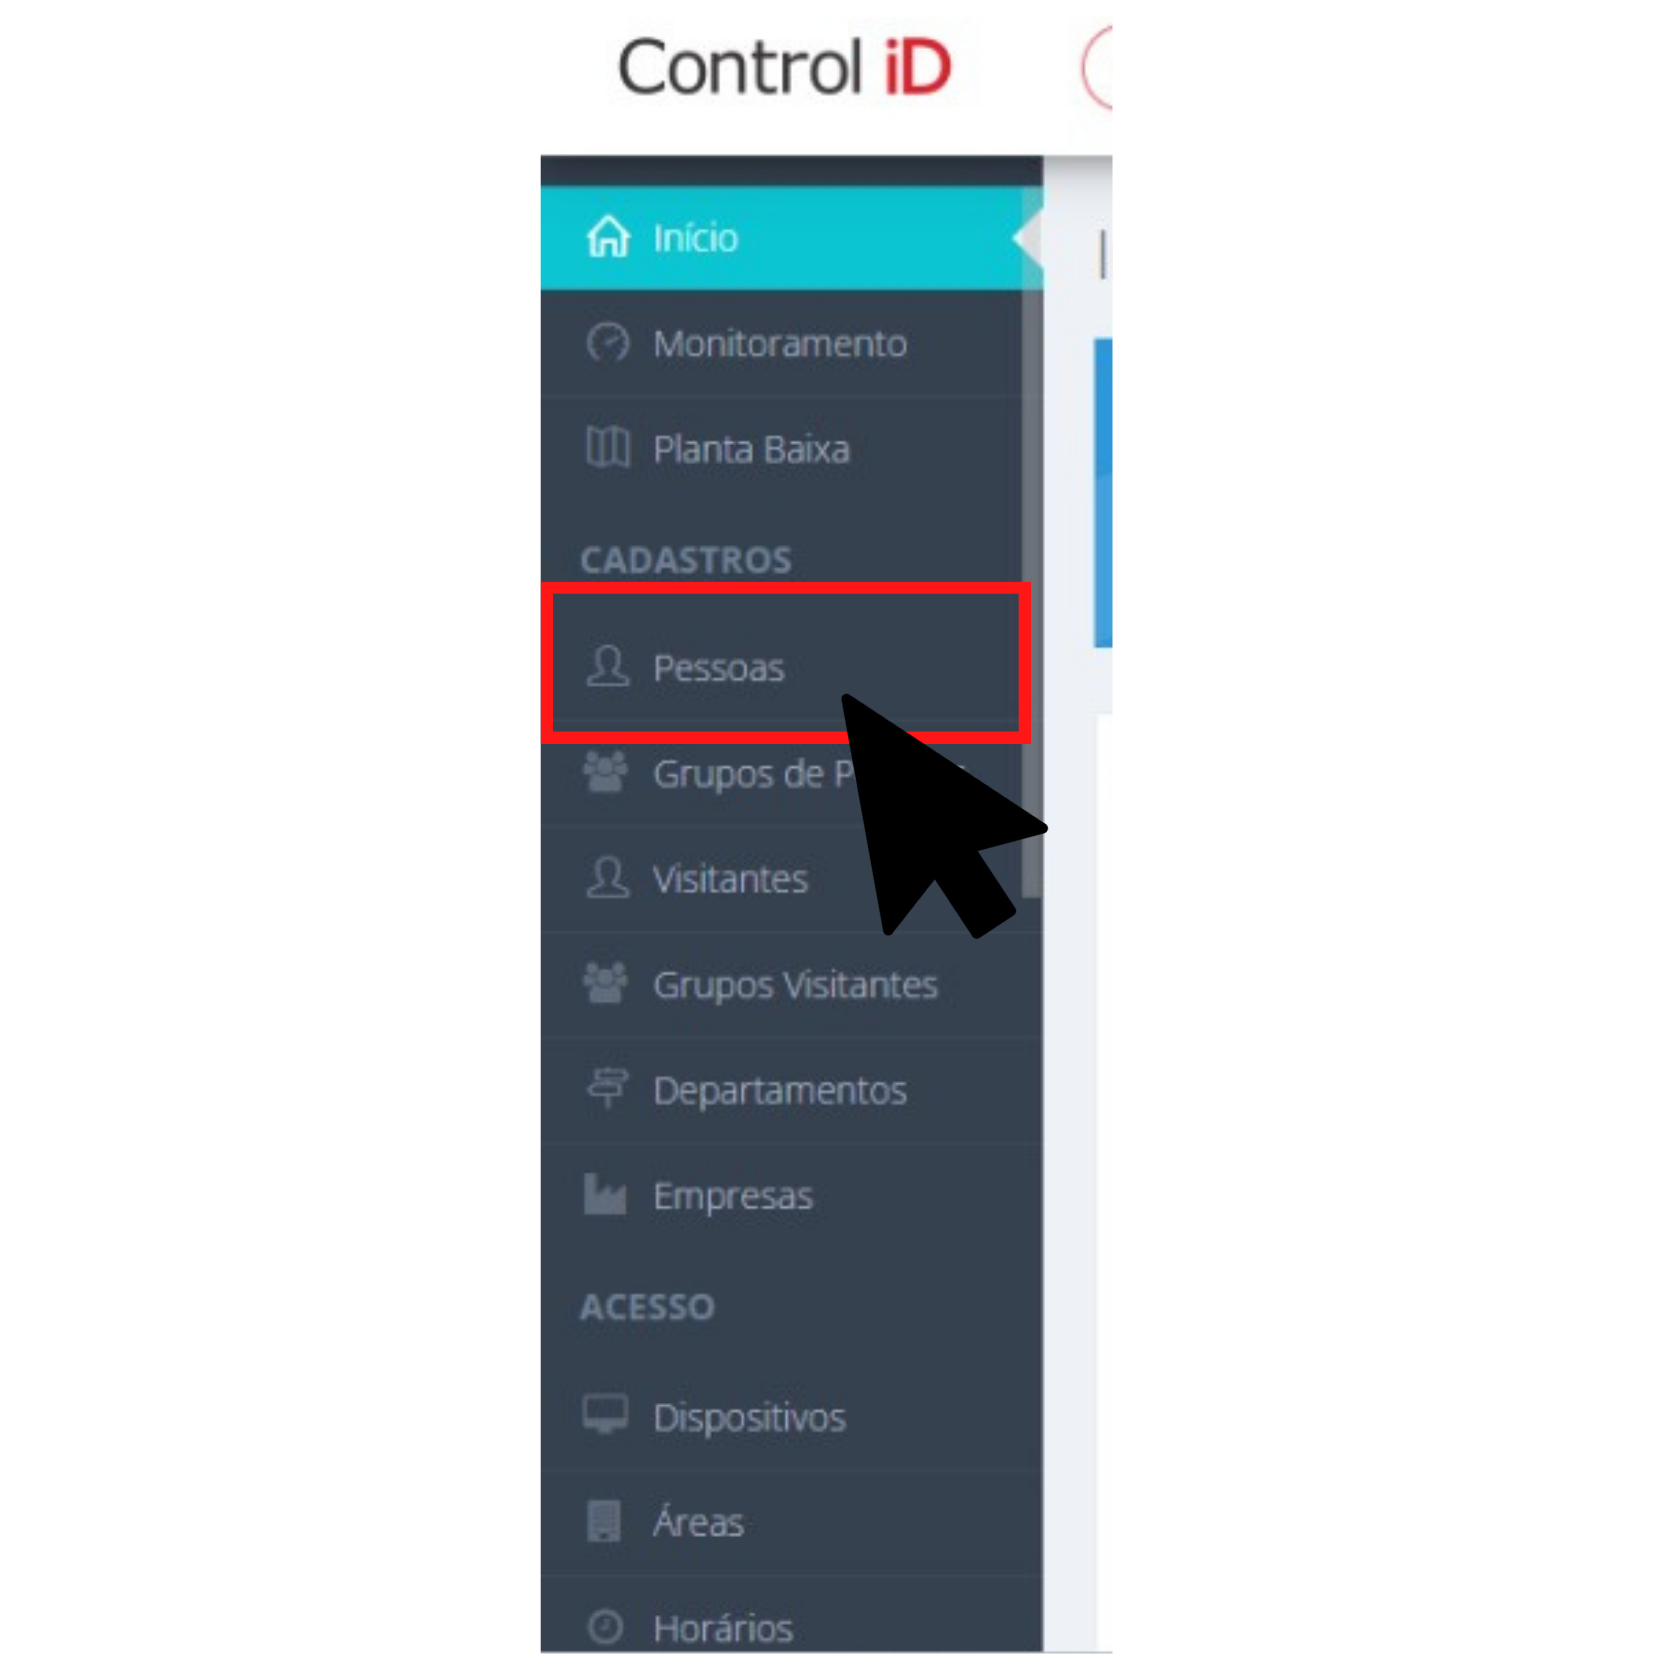 Control iD
Início
Monitoramento
Planta Baixa
CADASTROS
Pessoas
Grupos de
Visitantes
Grupos Visitantes
Departamentos
Empresas
ACESSO
Dispositivos
Áreas
Horários